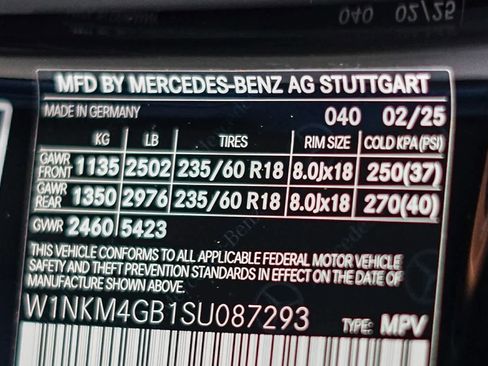 040 02/25
MFD BY MERCEDES-BENZ AG STUTTGART
MADE IN GERMANY 040 02/25
KG LB TIRES RIM SIZE COLD KPA(PSI)
GAWR FRONT 1135 2502 235/60 R18 8.0Jx18 250(37)
GAWR REAR 1350 2976 235/60 R18 8.0Jx18 270(40)
GVWR 2460 5423
THIS VEHICLE CONFORMS TO ALL APPLICABLE FEDERAL MOTOR VEHICLE
SAFETY AND THEFT PREVENTION STANDARDS IN EFFECT ON THE DATE OF
MANUFACTURE SHOWN ABOVE.
W1NKM4GB1SU087293 TYPE: MPV